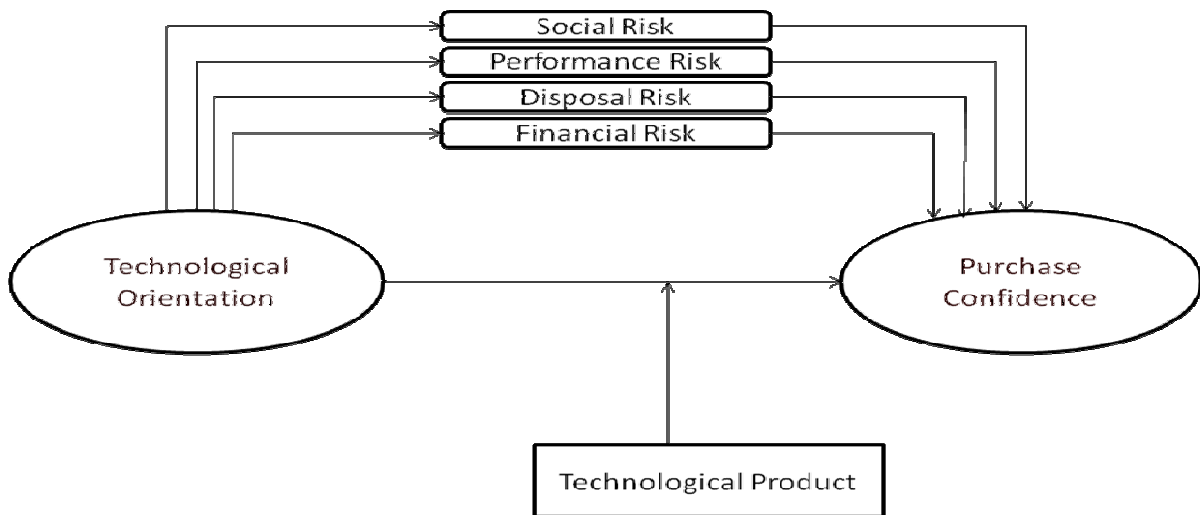 Social Risk
Performance Risk
Disposal Risk
Financial Risk
Technological
Orientation
Purchase
Confidence
Technological Product